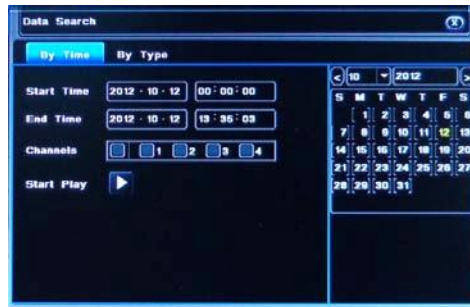 Data Search
By Time By Type
Start Time 2012 - 10 - 12 00:00:00
End Time 2012 - 10 - 12 13:35:03
Channels 1 2 3 4
Start Play
< 10 2012 >
S M T W T F S
1 2 3 4 5 6
7 8 9 10 11 12 13
14 15 16 17 18 19 20
21 22 23 24 25 26 27
28 29 30 31